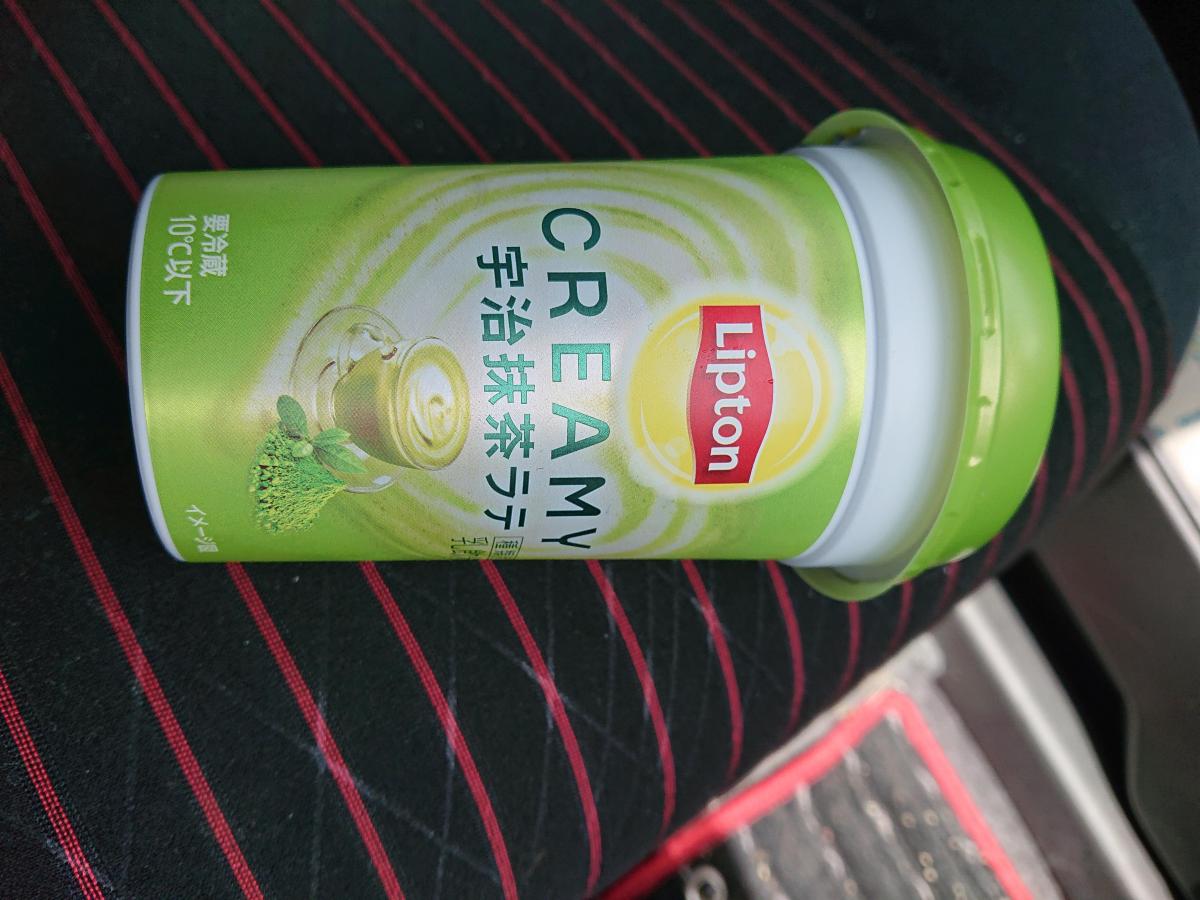 Lipton
CREAMY
宇治抹茶ラテ
要冷蔵
10℃以下
イメージ図